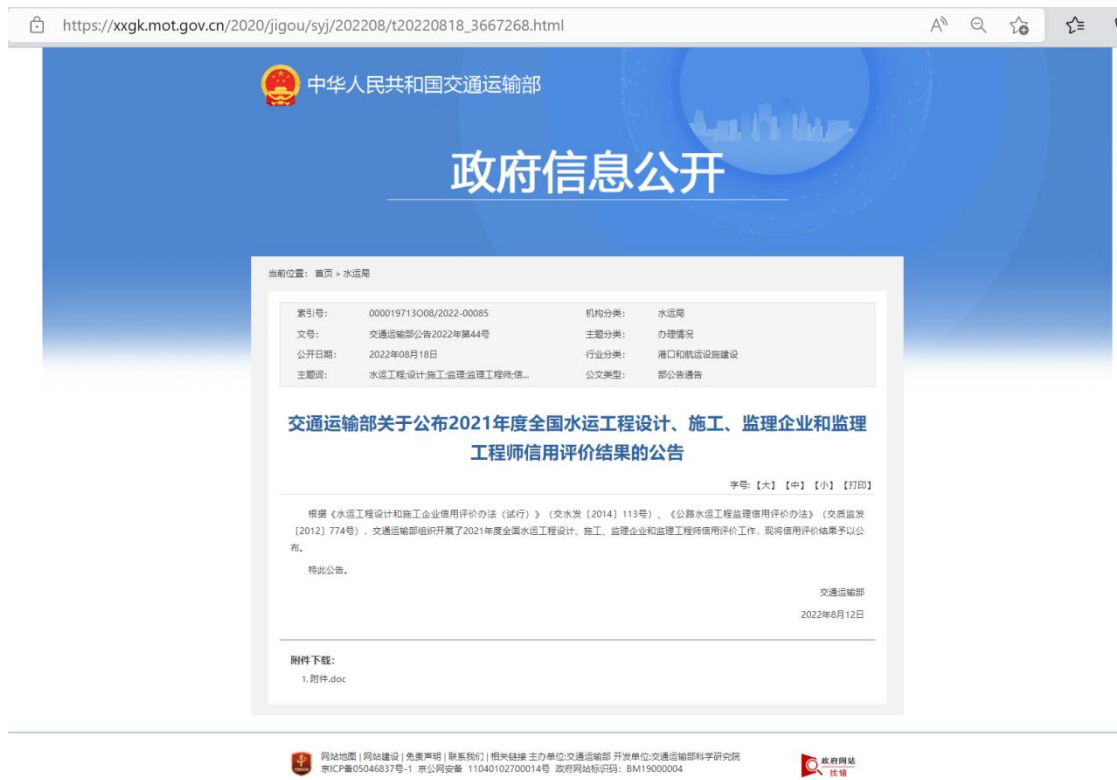 https://xxgk.mot.gov.cn/2020/jigou/syj/202208/t20220818_3667268.html
中华人民共和国交通运输部
政府信息公开
当前位置： 首页 » 水运局
索引号： 000019713O08/2022-00085 机构分类： 水运局
文号： 交通运输部公告2022年第44号 主题分类： 办理情况
公开日期： 2022年08月18日 行业分类： 港口和航运设施建设
主题词： 水运工程;设计;施工;监理;监理工程师;信... 公文类型： 部公告通告
交通运输部关于公布2021年度全国水运工程设计、施工、监理企业和监理
工程师信用评价结果的公告
字号:【大】【中】【小】【打印】
根据《水运工程设计和施工企业信用评价办法（试行）》（交水发〔2014〕113号）、《公路水运工程监理信用评价办法》（交质监发
〔2012〕774号），交通运输部组织开展了2021年度全国水运工程设计、施工、监理企业和监理工程师信用评价工作，现将信用评价结果予以公
布。
特此公告。
交通运输部
2022年8月12日
附件下载：
1. 附件.doc
网站地图 | 网站建设 | 免责声明 | 联系我们 | 相关链接 主办单位:交通运输部 开发单位:交通运输部科学研究院
京ICP备05046837号-1 京公网安备 11040102700014号 政府网站标识码：BM19000004
政府网站
找错